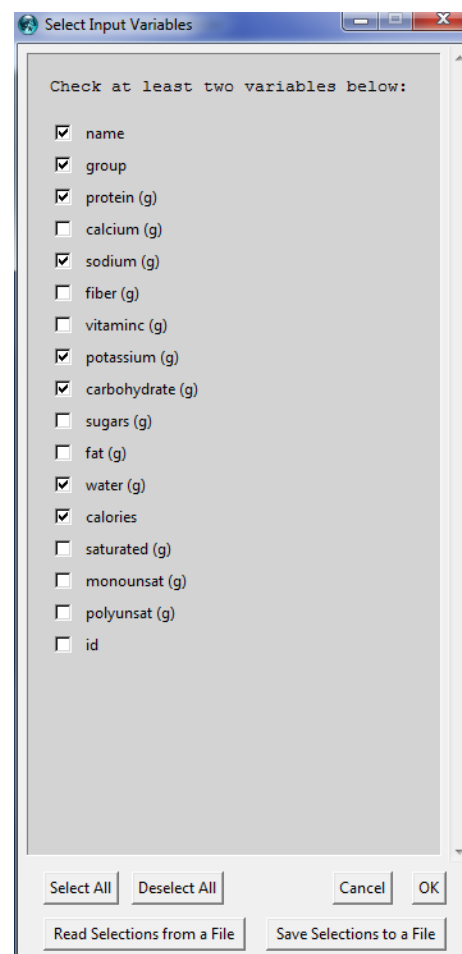 Select Input Variables
Check at least two variables below:
name
group
protein (g)
calcium (g)
sodium (g)
fiber (g)
vitaminc (g)
potassium (g)
carbohydrate (g)
sugars (g)
fat (g)
water (g)
calories
saturated (g)
monounsat (g)
polyunsat (g)
id
Select All Deselect All Cancel OK
Read Selections from a File Save Selections to a File